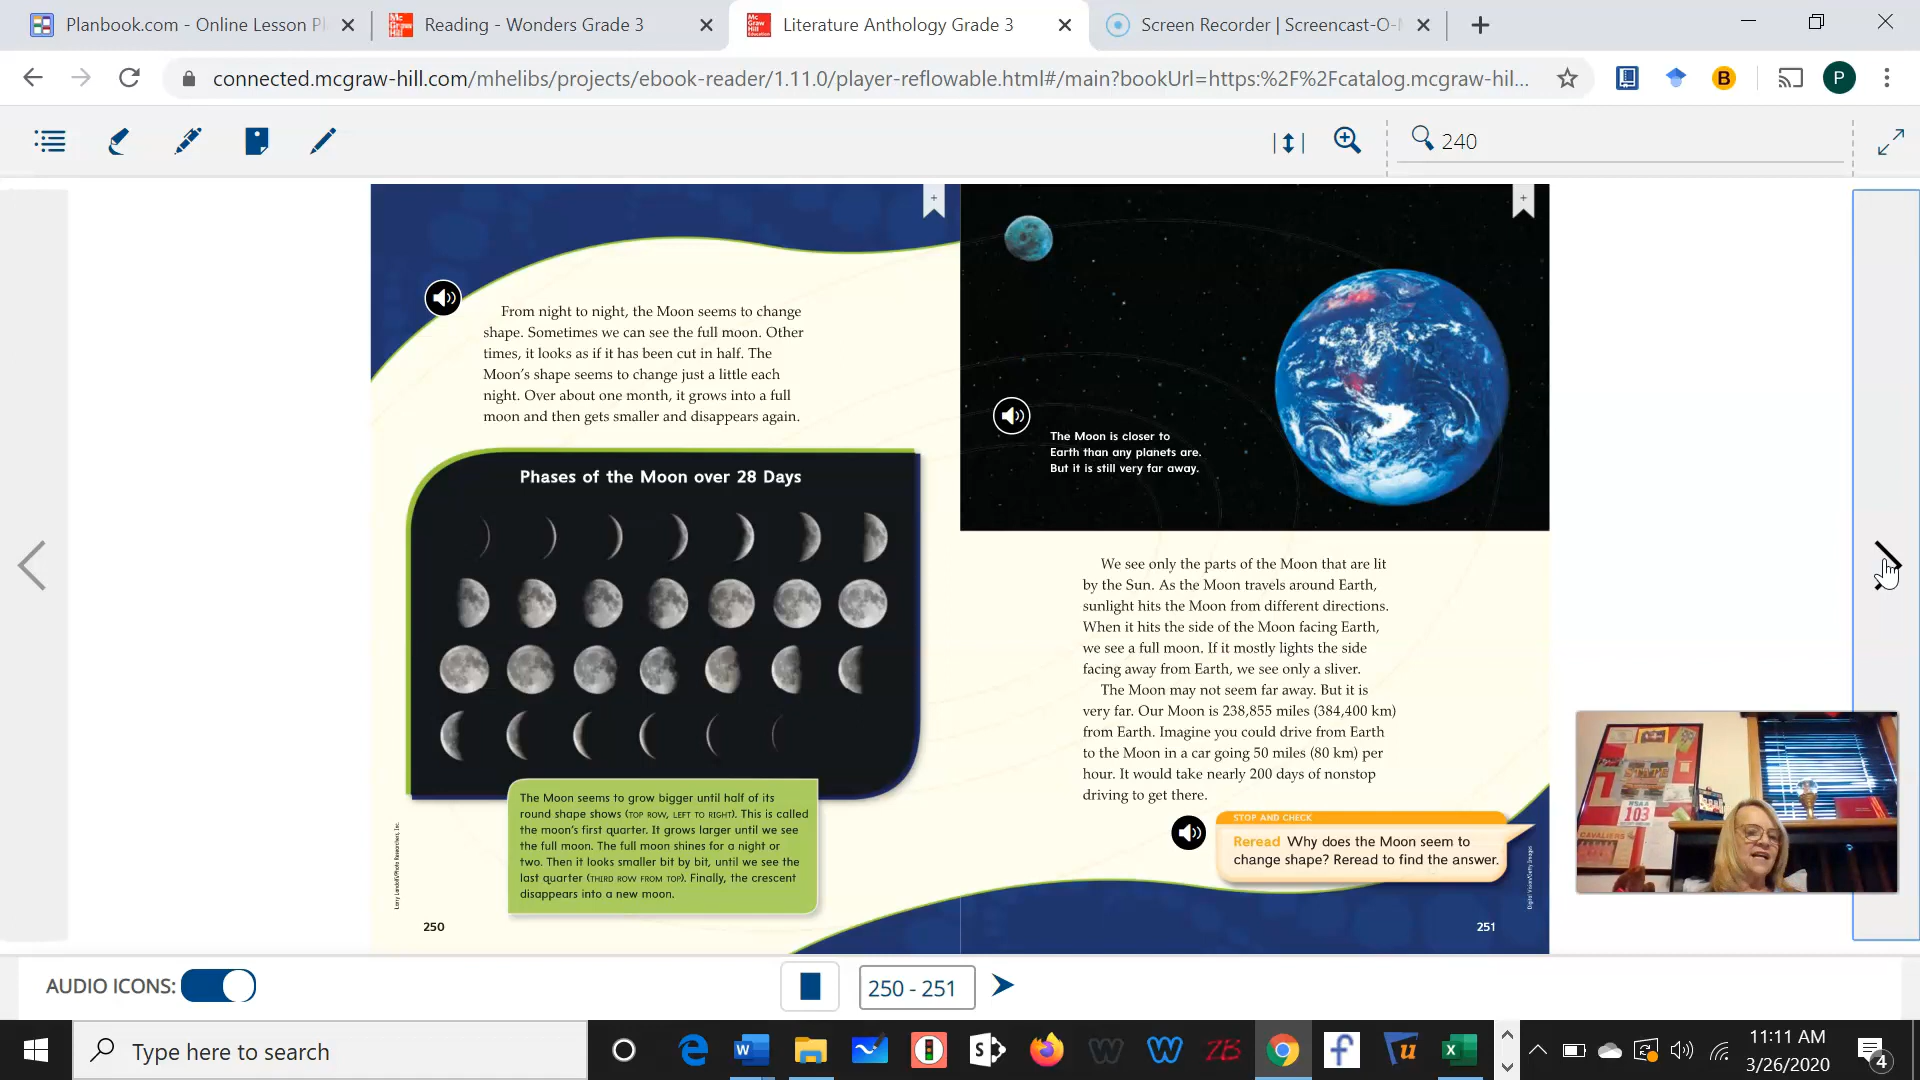 Planbook.com - Online Lesson Pl
Reading - Wonders Grade 3
Literature Anthology Grade 3
Screen Recorder | Screencast-O-M
connected.mcgraw-hill.com/mhelibs/projects/ebook-reader/1.11.0/player-reflowable.html#/main?bookUrl=https:%2F%2Fcatalog.mcgraw-hil...
B
P
240
From night to night, the Moon seems to change
shape. Sometimes we can see the full moon. Other
times, it looks as if it has been cut in half. The
Moon's shape seems to change just a little each
night. Over about one month, it grows into a full
moon and then gets smaller and disappears again.
Phases of the Moon over 28 Days
The Moon seems to grow bigger until half of its
round shape shows (TOP ROW, LEFT TO RIGHT). This is called
the moon's first quarter. It grows larger until we see
the full moon. The full moon shines for a night or
two. Then it looks smaller bit by bit, until we see the
last quarter (THIRD ROW FROM TOP). Finally, the crescent
disappears into a new moon.
Larry Landolfi/Photo Researchers, Inc.
250
The Moon is closer to
Earth than any planets are.
But it is still very far away.
We see only the parts of the Moon that are lit
by the Sun. As the Moon travels around Earth,
sunlight hits the Moon from different directions.
When it hits the side of the Moon facing Earth,
we see a full moon. If it mostly lights the side
facing away from Earth, we see only a sliver.
The Moon may not seem far away. But it is
very far. Our Moon is 238,855 miles (384,400 km)
from Earth. Imagine you could drive from Earth
to the Moon in a car going 50 miles (80 km) per
hour. It would take nearly 200 days of nonstop
driving to get there.
STOP AND CHECK
Reread Why does the Moon seem to
change shape? Reread to find the answer.
Digital Vision/Getty Images
251
STATE
103
CAVALIERS
AUDIO ICONS:
250 - 251
Type here to search
11:11 AM
3/26/2020
4